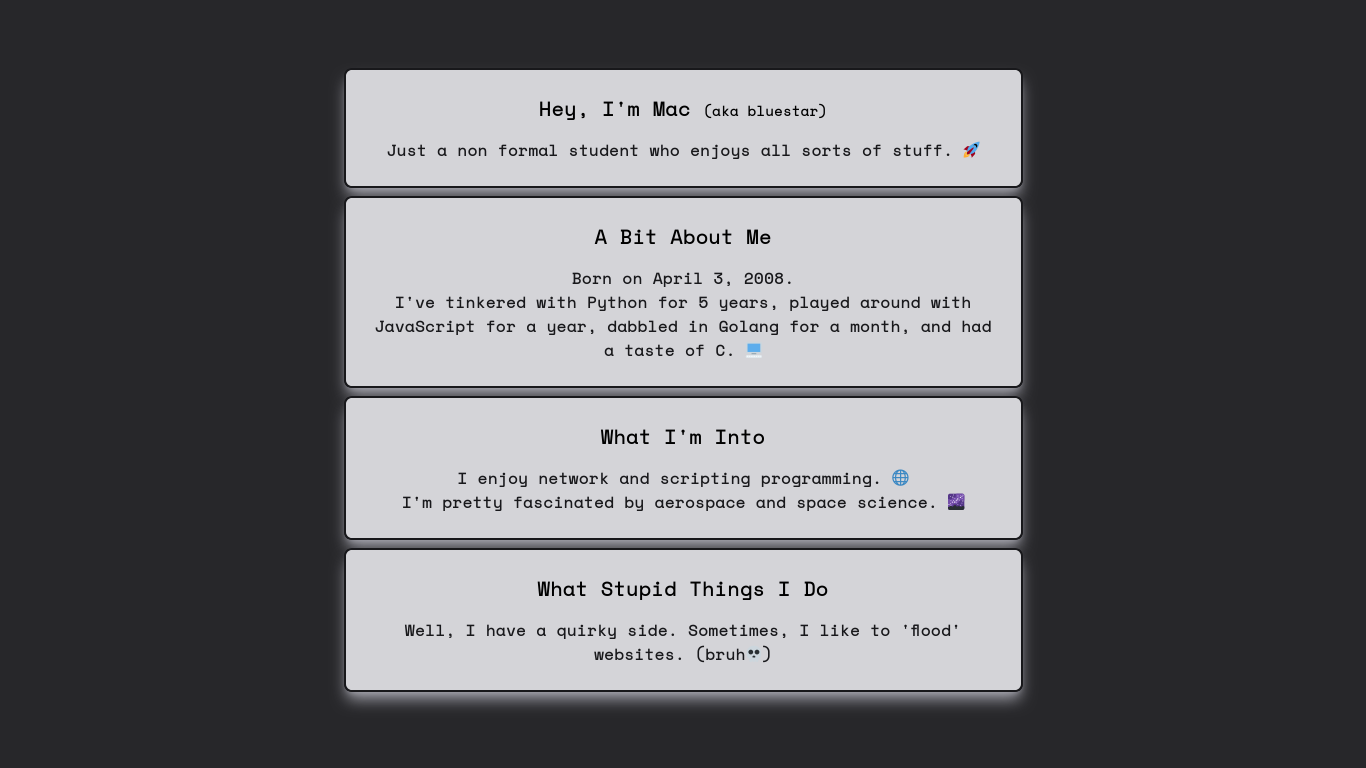 Hey, I'm Mac (aka bluestar)
Just a non formal student who enjoys all sorts of stuff. 🚀
A Bit About Me
Born on April 3, 2008.
I've tinkered with Python for 5 years, played around with
JavaScript for a year, dabbled in Golang for a month, and had
a taste of C. 💻
What I'm Into
I enjoy network and scripting programming. 🌐
I'm pretty fascinated by aerospace and space science. 🌌
What Stupid Things I Do
Well, I have a quirky side. Sometimes, I like to 'flood'
websites. (bruh💀)